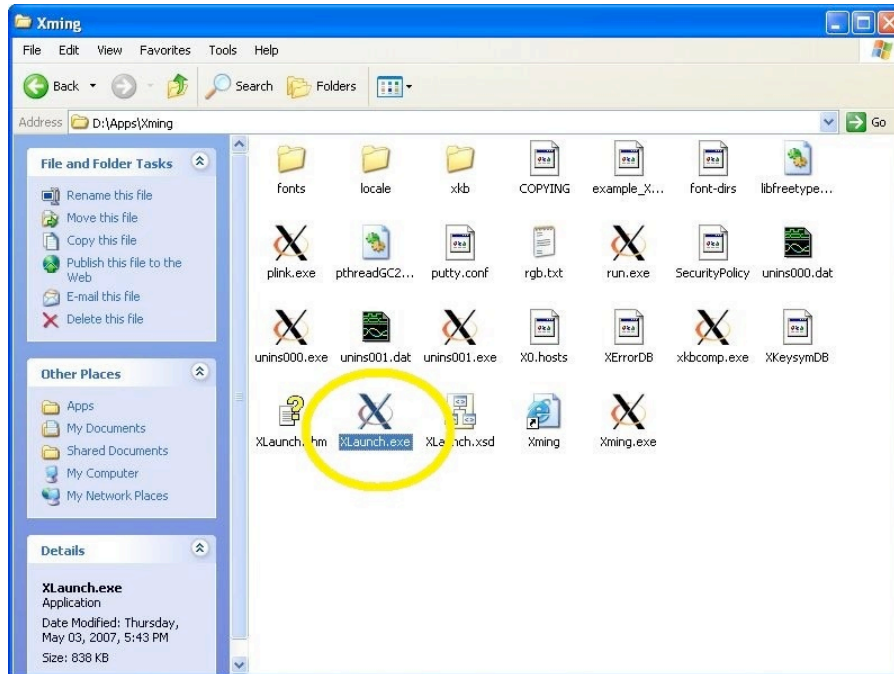 Xming
File Edit View Favorites Tools Help
Back Search Folders
Address D:\Apps\Xming Go
File and Folder Tasks
Rename this file
Move this file
Copy this file
Publish this file to the
Web
E-mail this file
Delete this file
Other Places
Apps
My Documents
Shared Documents
My Computer
My Network Places
Details
XLaunch.exe
Application
Date Modified: Thursday,
May 03, 2007, 5:43 PM
Size: 838 KB
fonts locale xkb COPYING example_X... font-dirs libfreetype...
plink.exe pthreadGC2... putty.conf rgb.txt run.exe SecurityPolicy unins000.dat
unins000.exe unins001.dat unins001.exe X0.hosts XErrorDB xkbcomp.exe XKeysymDB
XLaunch.exe Xming Xming.exe